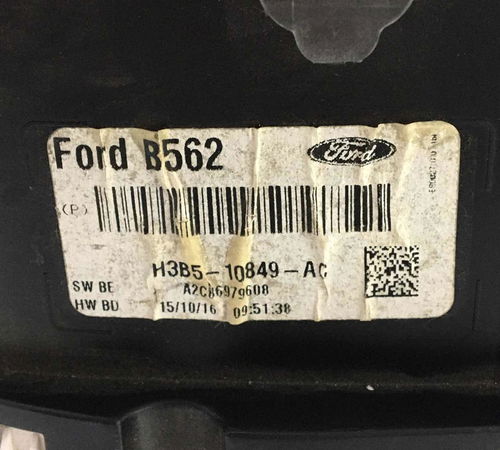 Ford B562
Ford
(P)
H3B5-10849-AC
SW BE
A2C86979608
HW BD
15/10/16 09:51:38